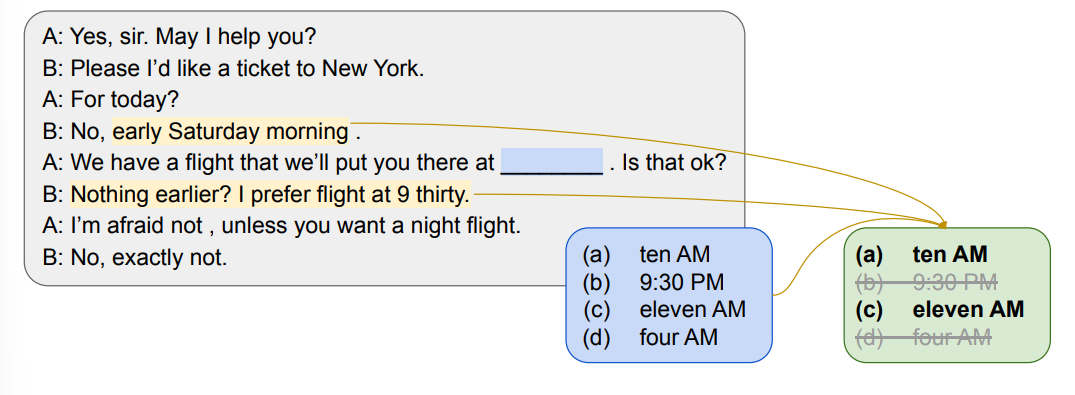 A: Yes, sir. May I help you?
B: Please I'd like a ticket to New York.
A: For today?
B: No, early Saturday morning .
A: We have a flight that we'll put you there at ________ . Is that ok?
B: Nothing earlier? I prefer flight at 9 thirty.
A: I'm afraid not , unless you want a night flight.
B: No, exactly not.
(a) ten AM
(b) 9:30 PM
(c) eleven AM
(d) four AM
(a) ten AM
(b) 9:30 PM
(c) eleven AM
(d) four AM